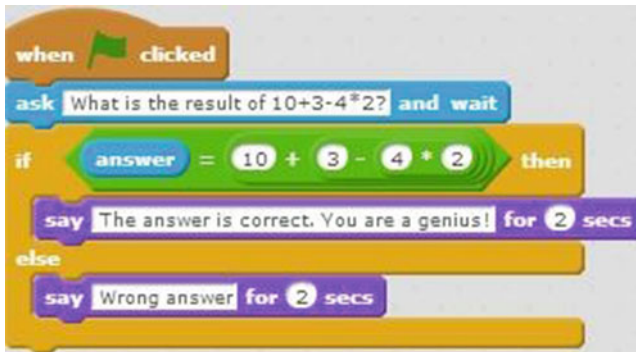 when clicked
ask What is the result of 10+3-4*2? and wait
if answer = 10 + 3 - 4 * 2 then
say The answer is correct. You are a genius! for 2 secs
else
say Wrong answer for 2 secs